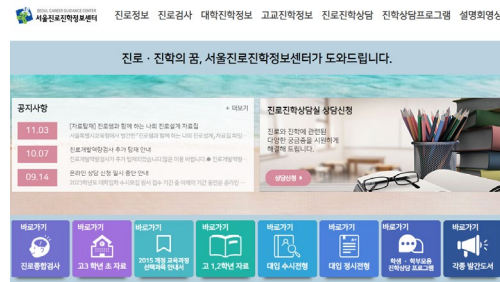 SEOUL CAREER GUIDANCE CENTER
서울진로진학정보센터
진로정보 진로검사 대학진학정보 고교진학정보 진로진학상담 진학상담프로그램 설명회영상
진로 · 진학의 꿈, 서울진로진학정보센터가 도와드립니다.
공지사항 + 더보기
11.03 [자료탑재] 진로쌤과 함께 하는 나의 진로설계 자료집
10.07 진로개발역량검사 추가 탑재 안내
09.14 온라인 상담 신청 일시 중단 안내
진로진학상담실 상담신청
진로와 진학에 관련된
다양한 궁금증을 시원하게
해결해 드립니다.
상담신청
바로가기 바로가기 바로가기 바로가기 바로가기 바로가기 바로가기 바로가기
진로종합검사
고3 학년 초 자료
2015 개정 교육과정
선택과목 안내서
고 1,2학년 자료
대입 수시전형
대입 정시전형
학생 · 학부모용
진학상담 프로그램
각종 발간도서